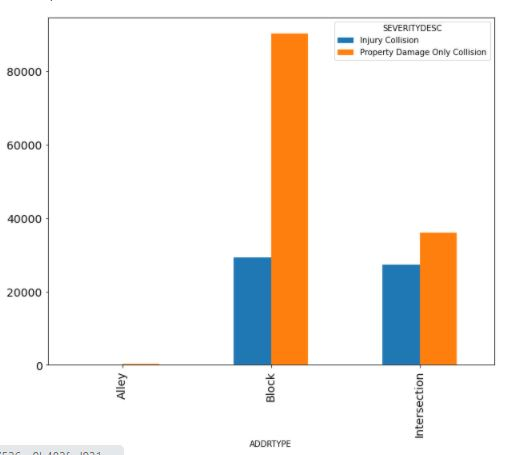 SEVERITYDESC
Injury Collision
Property Damage Only Collision
80000
60000
40000
20000
0
Alley
Block
Intersection
ADDRTYPE